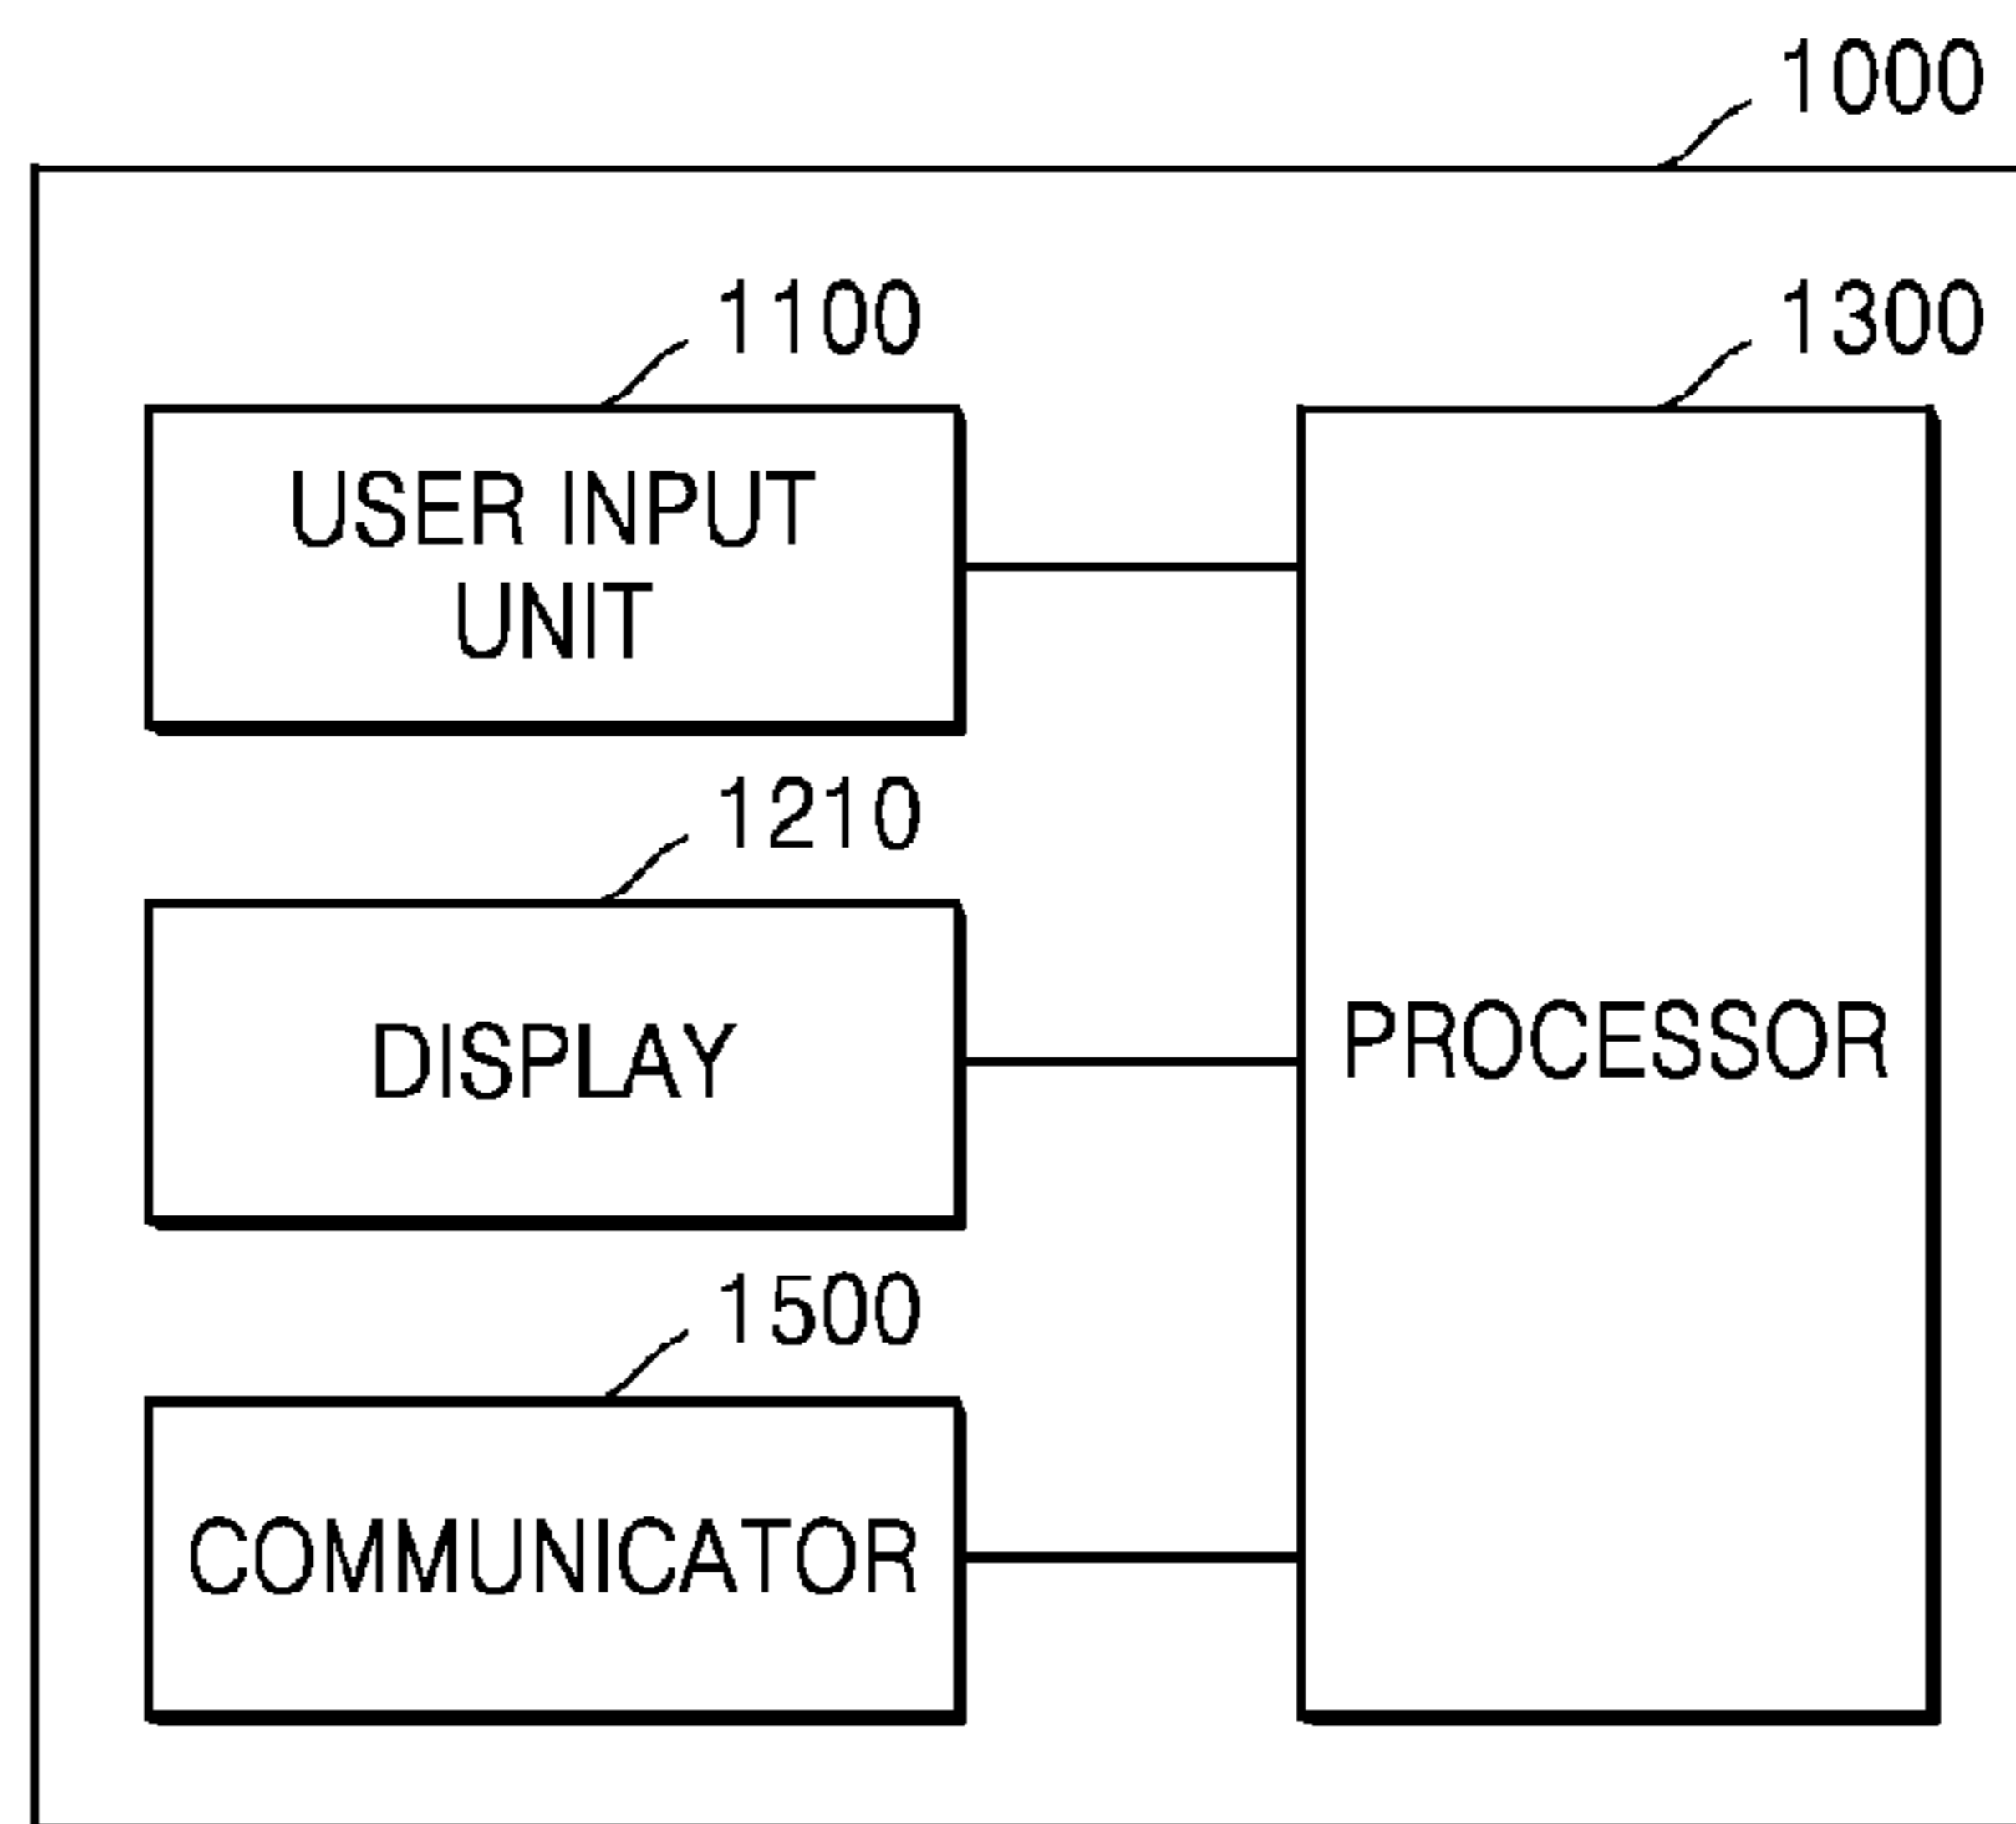 1000
1100
1300
USER INPUT
UNIT
1210
DISPLAY
PROCESSOR
1500
COMMUNICATOR